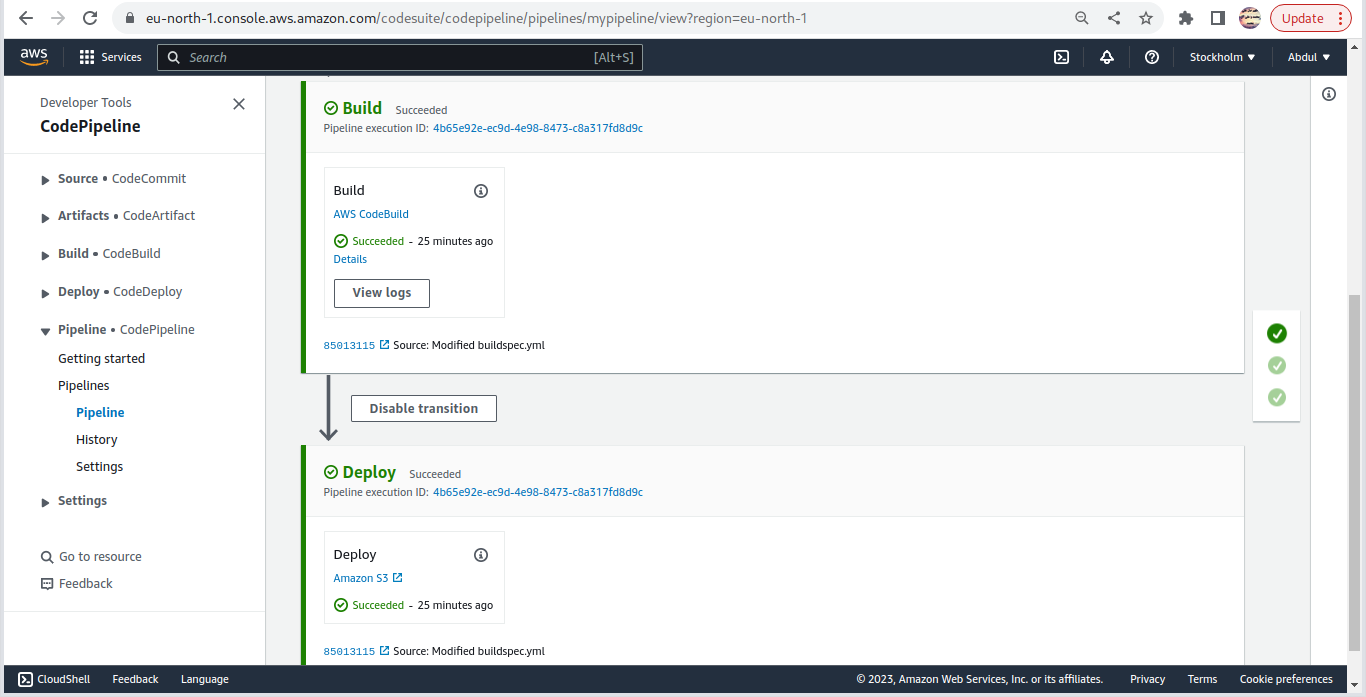 eu-north-1.console.aws.amazon.com/codesuite/codepipeline/pipelines/mypipeline/view?region=eu-north-1
Update
aws
Services
Search
[Alt+S]
Stockholm
Abdul
Developer Tools
CodePipeline
Source • CodeCommit
Artifacts • CodeArtifact
Build • CodeBuild
Deploy • CodeDeploy
Pipeline • CodePipeline
Getting started
Pipelines
Pipeline
History
Settings
Settings
Go to resource
Feedback
Build Succeeded
Pipeline execution ID: 4b65e92e-ec9d-4e98-8473-c8a317fd8d9c
Build
AWS CodeBuild
Succeeded - 25 minutes ago
Details
View logs
85013115 Source: Modified buildspec.yml
Disable transition
Deploy Succeeded
Pipeline execution ID: 4b65e92e-ec9d-4e98-8473-c8a317fd8d9c
Deploy
Amazon S3
Succeeded - 25 minutes ago
85013115 Source: Modified buildspec.yml
CloudShell
Feedback
Language
© 2023, Amazon Web Services, Inc. or its affiliates.
Privacy
Terms
Cookie preferences